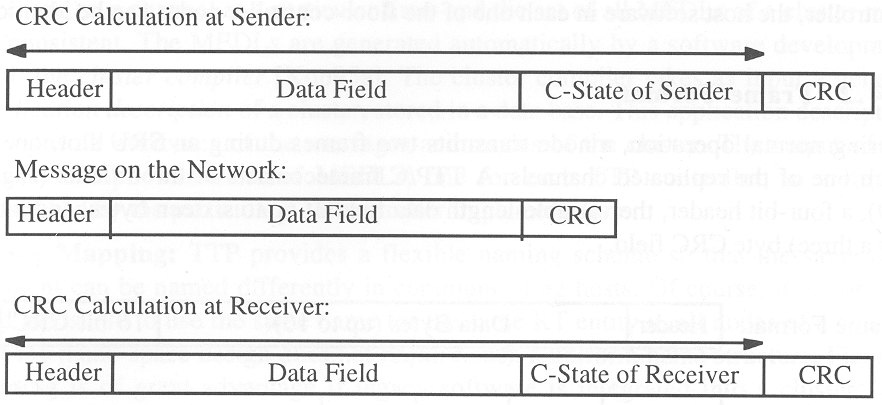 CRC Calculation at Sender:
Header Data Field C-State of Sender CRC
Message on the Network:
Header Data Field CRC
CRC Calculation at Receiver:
Header Data Field C-State of Receiver CRC